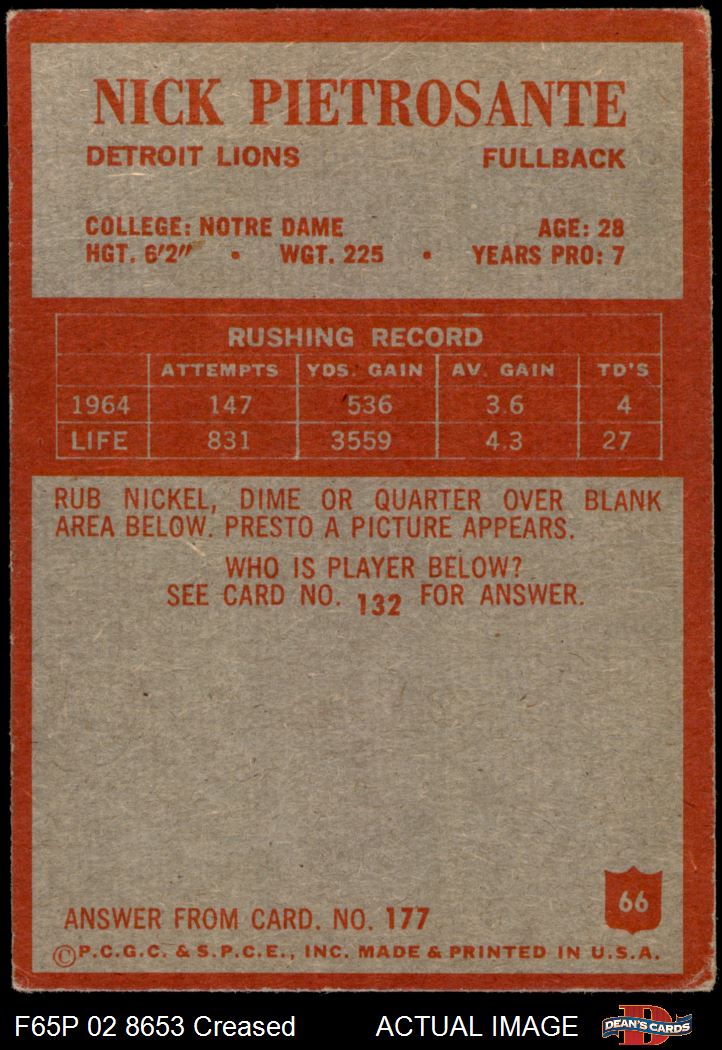 NICK PIETROSANTE
DETROIT LIONS FULLBACK
COLLEGE: NOTRE DAME AGE: 28
HGT. 6'2" • WGT. 225 • YEARS PRO: 7
RUSHING RECORD
ATTEMPTS YDS. GAIN AV. GAIN TD'S
1964 147 536 3.6 4
LIFE 831 3559 4.3 27
RUB NICKEL, DIME OR QUARTER OVER BLANK
AREA BELOW. PRESTO A PICTURE APPEARS.
WHO IS PLAYER BELOW?
SEE CARD NO. 132 FOR ANSWER.
66
ANSWER FROM CARD. NO. 177
©P.C.G.C. & S.P.C.E., INC. MADE & PRINTED IN U.S.A.
F65P 02 8653 Creased ACTUAL IMAGE
D
DEAN'S CARDS